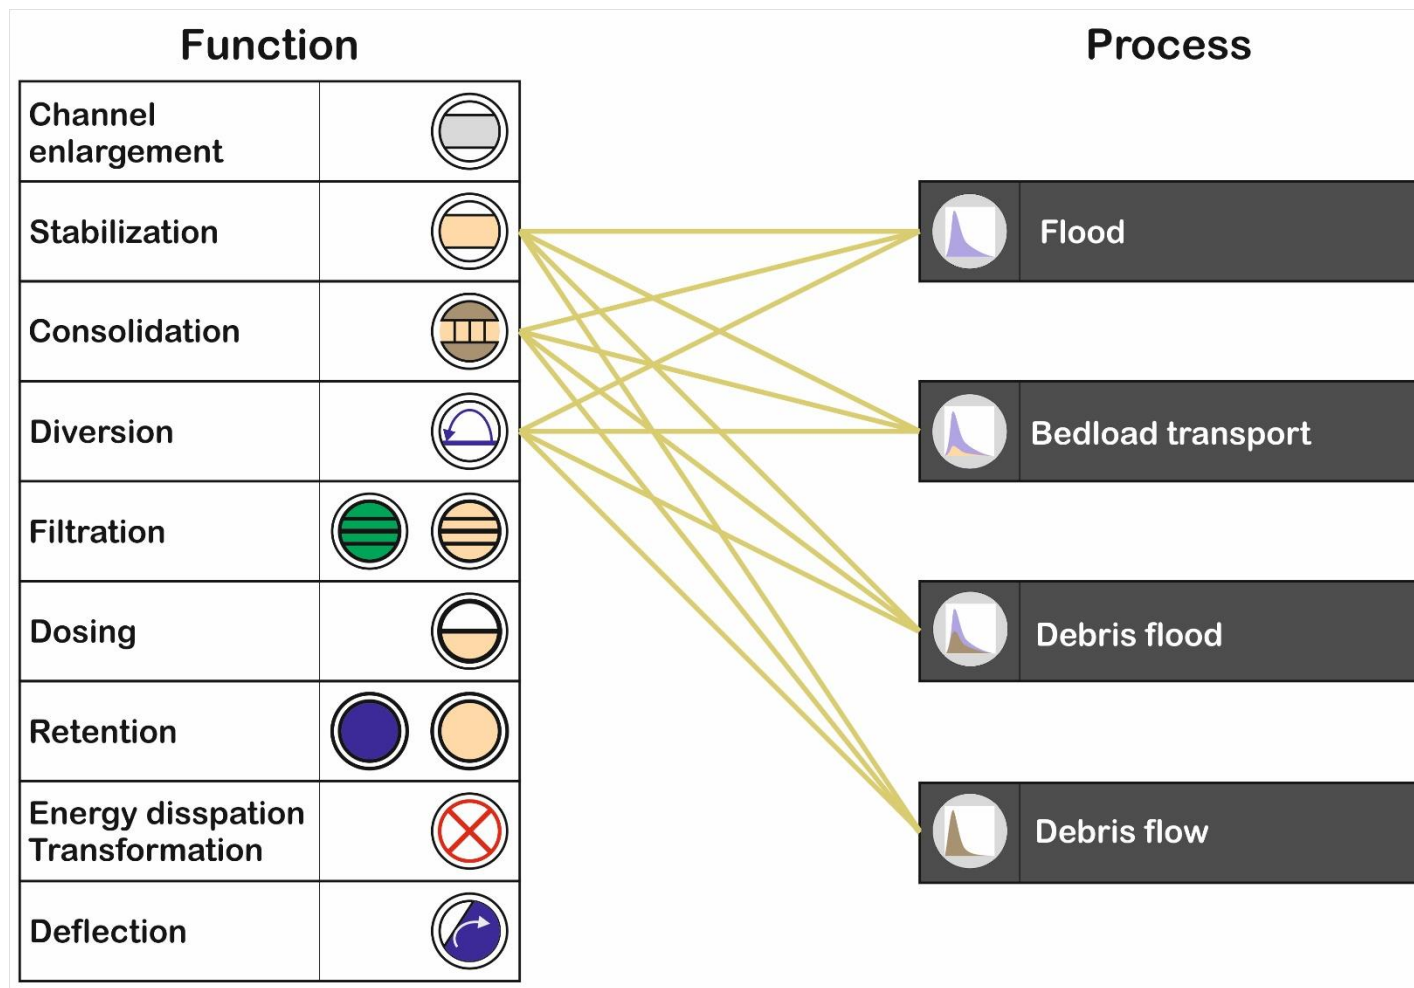 Function
Process
Channel
enlargement
Stabilization
Flood
Consolidation
Diversion
Bedload transport
Filtration
Dosing
Debris flood
Retention
Energy disspation
Transformation
Debris flow
Deflection